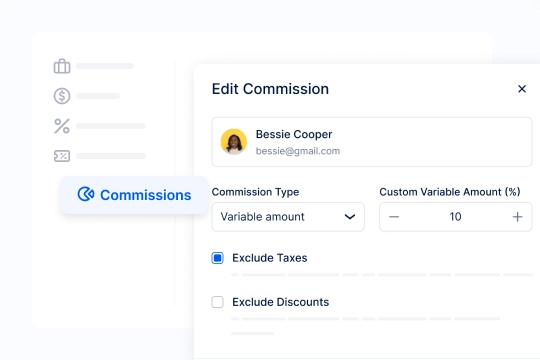 Edit Commission
Bessie Cooper
bessie@gmail.com
Commissions
Commission Type
Custom Variable Amount (%)
Variable amount
10
Exclude Taxes
Exclude Discounts